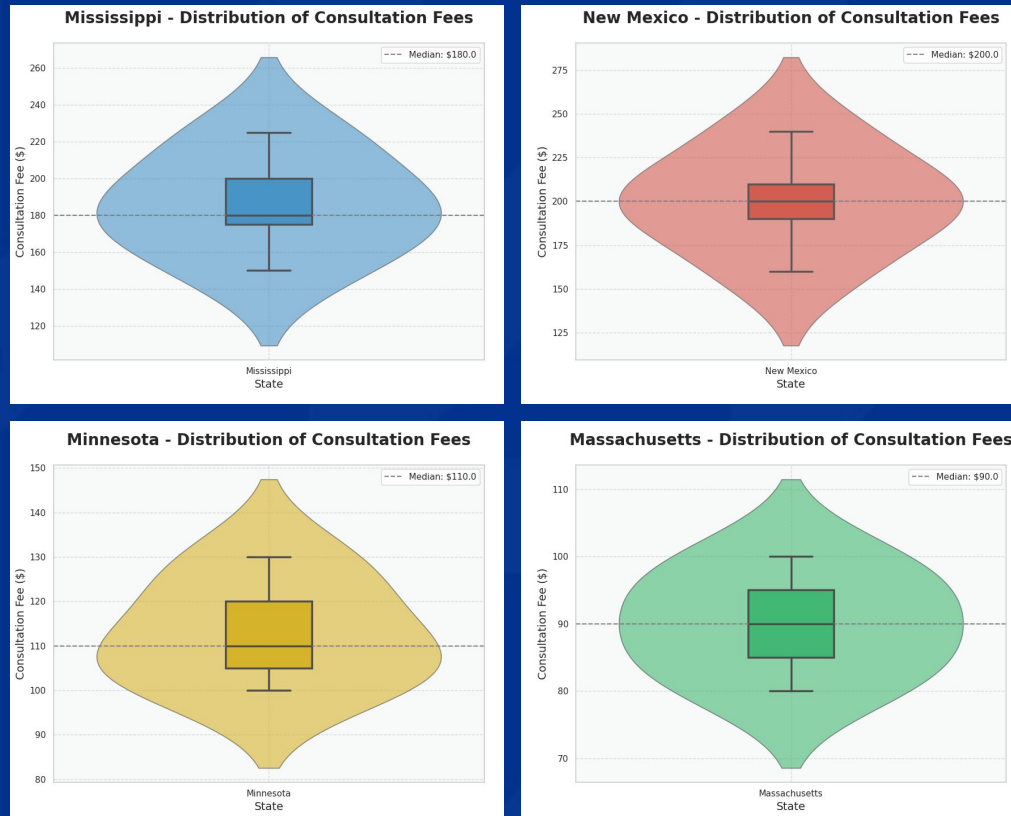 Mississippi - Distribution of Consultation Fees
Median: $180.0
Consultation Fee ($)
260
240
220
200
180
160
140
120
Mississippi
State
New Mexico - Distribution of Consultation Fees
Median: $200.0
Consultation Fee ($)
275
250
225
200
175
150
125
New Mexico
State
Minnesota - Distribution of Consultation Fees
Median: $110.0
Consultation Fee ($)
150
140
130
120
110
100
90
80
Minnesota
State
Massachusetts - Distribution of Consultation Fees
Median: $90.0
Consultation Fee ($)
110
100
90
80
70
Massachusetts
State